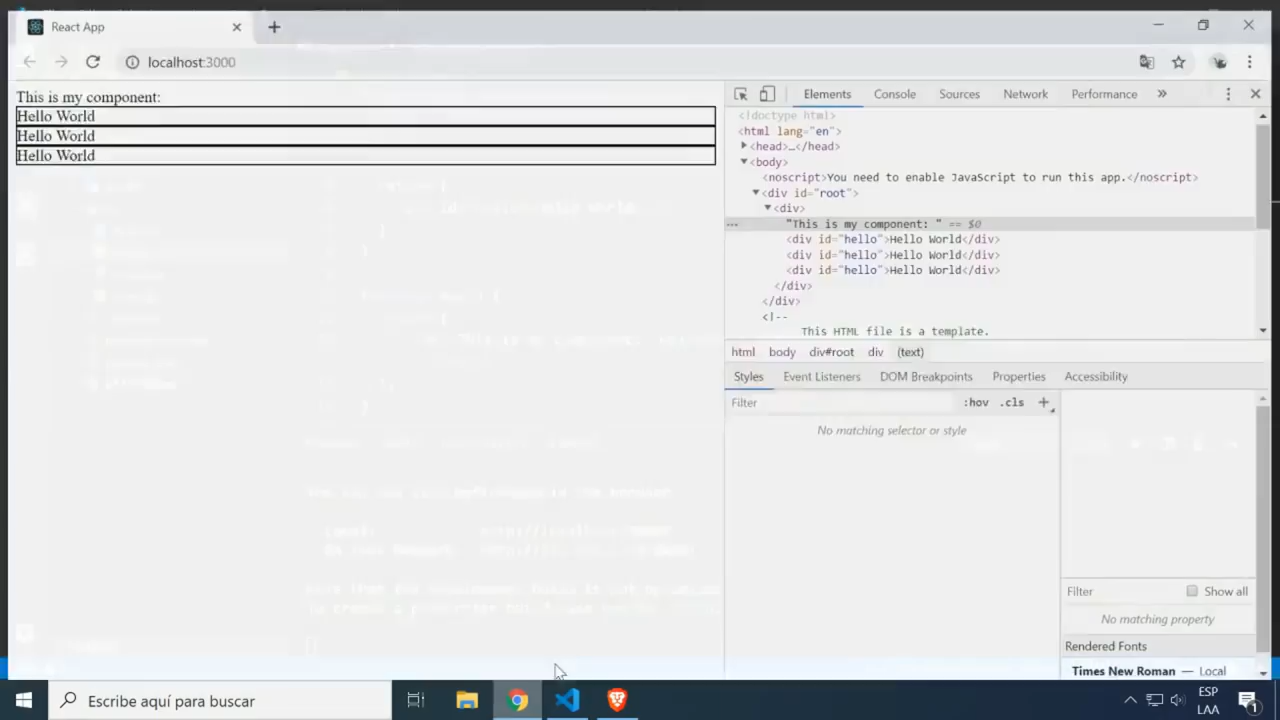 React App
localhost:3000
This is my component:
Hello World
Hello World
Hello World
Elements Console Sources Network Performance »
<!doctype html>
<html lang="en">
<head>…</head>
<body>
<noscript>You need to enable JavaScript to run this app.</noscript>
<div id="root">
<div>
"This is my component: " == $0
<div id="hello">Hello World</div>
<div id="hello">Hello World</div>
<div id="hello">Hello World</div>
</div>
</div>
<!--
This HTML file is a template.
html body div#root div (text)
Styles Event Listeners DOM Breakpoints Properties Accessibility
Filter :hov .cls +
No matching selector or style
Filter Show all
No matching property
Rendered Fonts
Times New Roman — Local
Escribe aquí para buscar
ESP
LAA
1